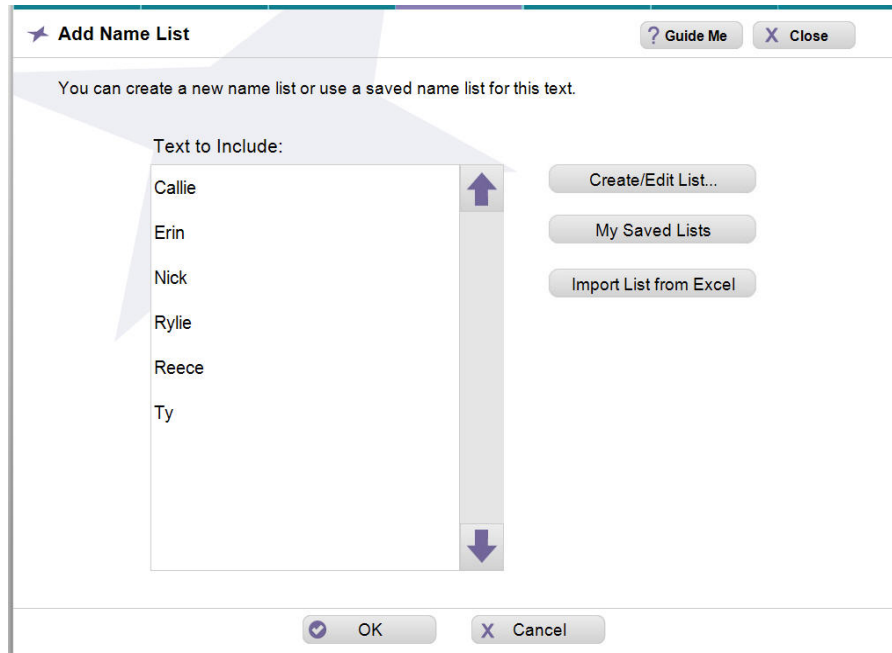 Add Name List
? Guide Me
X Close
You can create a new name list or use a saved name list for this text.
Text to Include:
Callie
Erin
Nick
Rylie
Reece
Ty
Create/Edit List...
My Saved Lists
Import List from Excel
OK
X Cancel